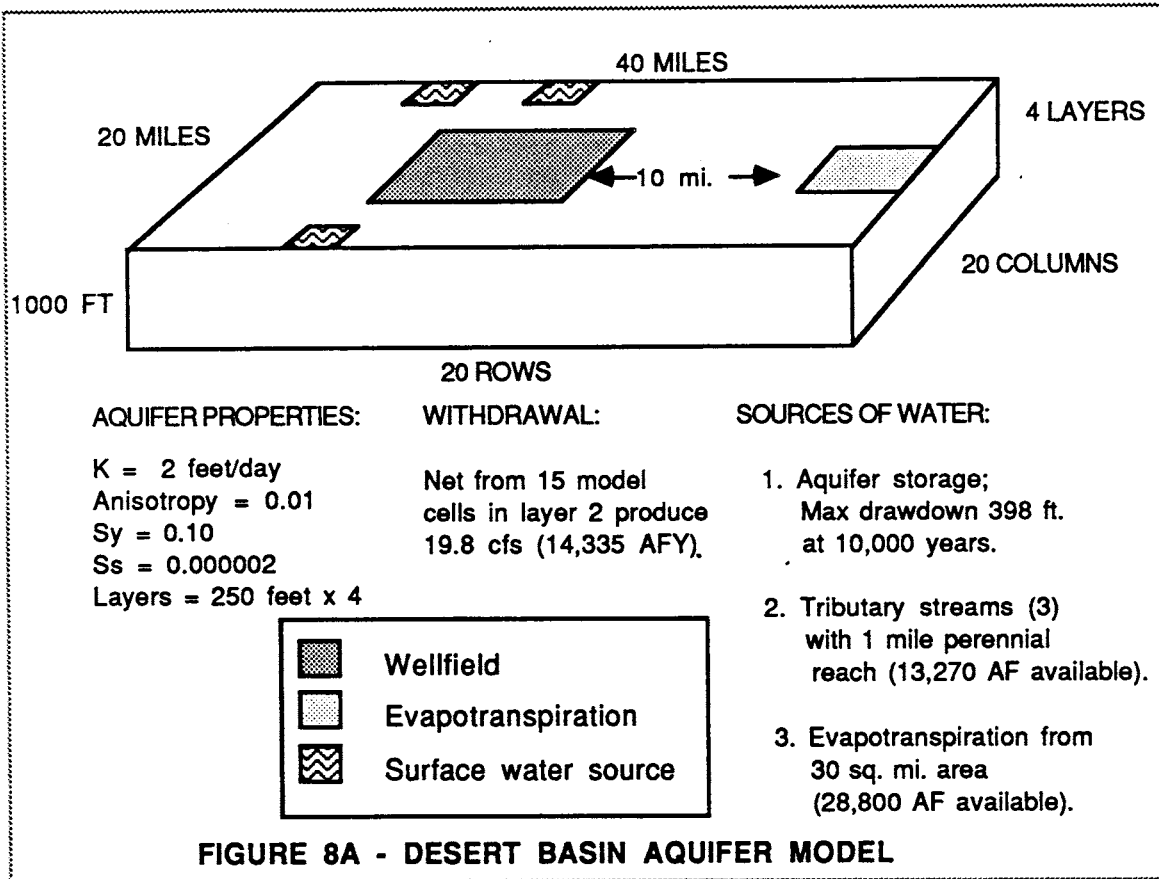 40 MILES
20 MILES
4 LAYERS
10 mi.
20 COLUMNS
1000 FT
20 ROWS
AQUIFER PROPERTIES:
K = 2 feet/day
Anisotropy = 0.01
Sy = 0.10
Ss = 0.000002
Layers = 250 feet x 4
WITHDRAWAL:
Net from 15 model
cells in layer 2 produce
19.8 cfs (14,335 AFY).
SOURCES OF WATER:
1. Aquifer storage;
Max drawdown 398 ft.
at 10,000 years.
2. Tributary streams (3)
with 1 mile perennial
reach (13,270 AF available).
3. Evapotranspiration from
30 sq. mi. area
(28,800 AF available).
Wellfield
Evapotranspiration
Surface water source
FIGURE 8A - DESERT BASIN AQUIFER MODEL